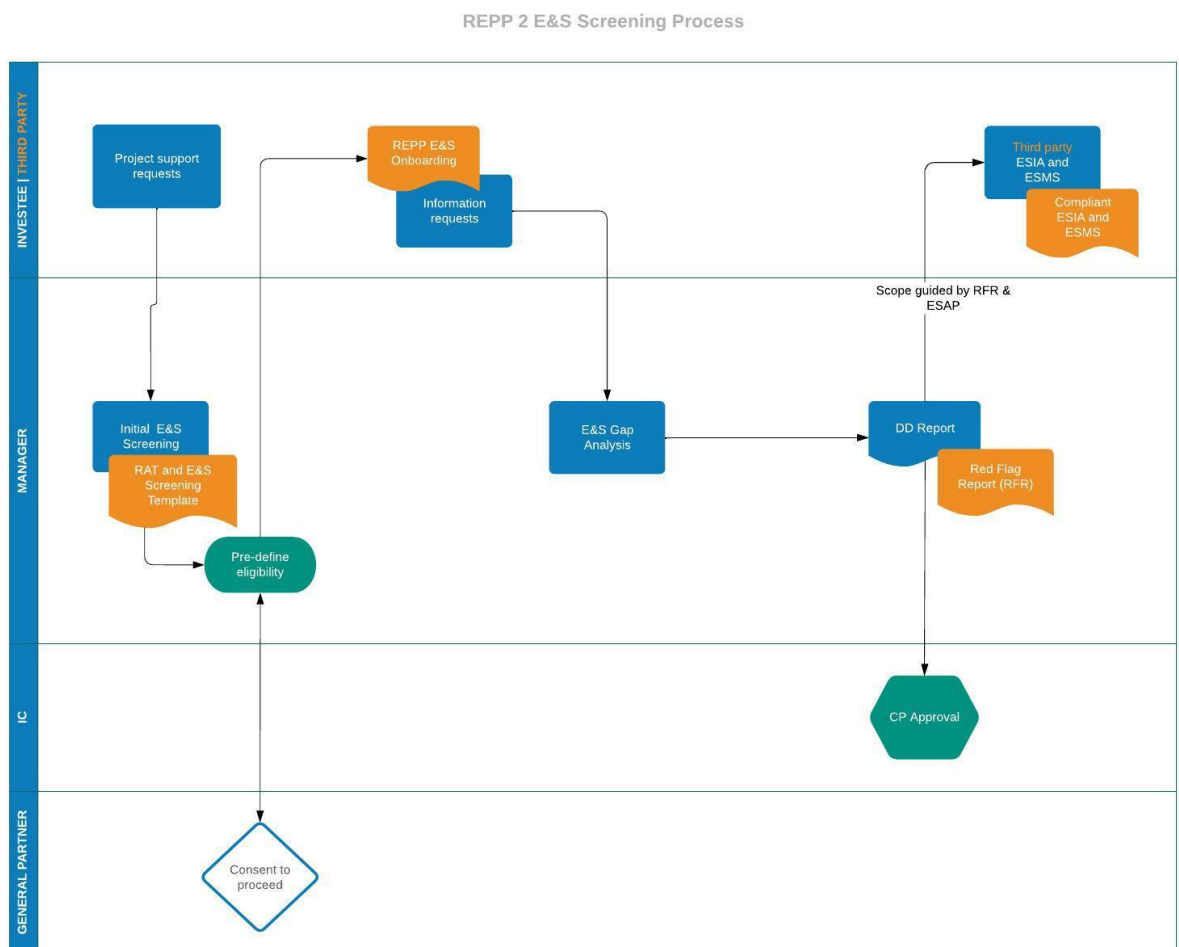 REPP 2 E&S Screening Process
INVESTEE | THIRD PARTY
Project support
requests
REPP E&S
Onboarding
Information
requests
Third party
ESIA and
ESMS
Compliant
ESIA and
ESMS
Scope guided by RFR &
ESAP
MANAGER
Initial E&S
Screening
RAT and E&S
Screening
Template
Pre-define
eligibility
E&S Gap
Analysis
DD Report
Red Flag
Report (RFR)
IC
CP Approval
GENERAL PARTNER
Consent to
proceed